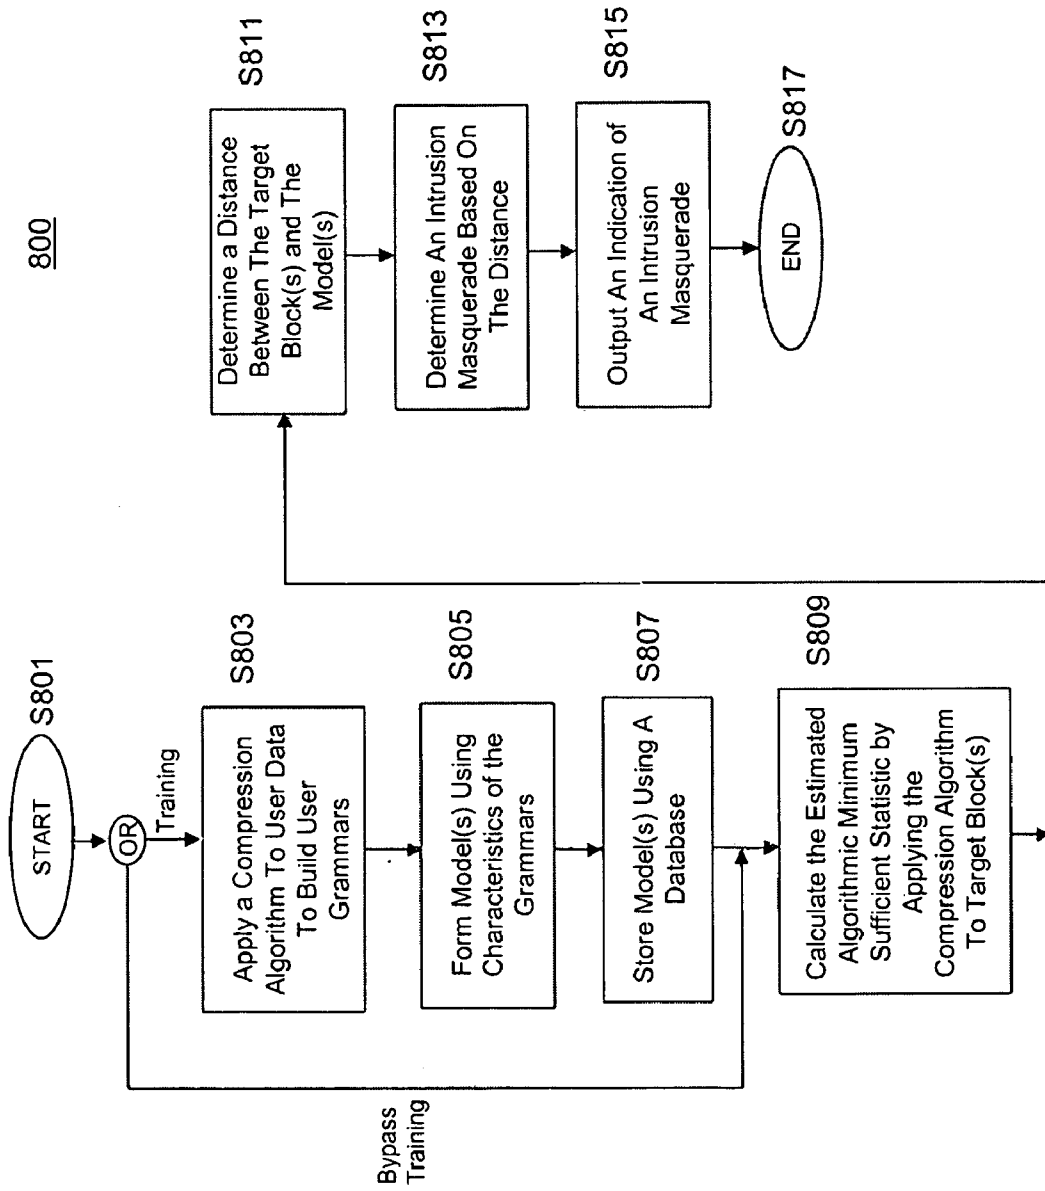 800
START
S801
OR
Training
Bypass
Training
Apply a Compression
Algorithm To User Data
To Build User
Grammars
S803
Form Model(s) Using
Characteristics of the
Grammars
S805
Store Model(s) Using A
Database
S807
Calculate the Estimated
Algorithmic Minimum
Sufficient Statistic by
Applying the
Compression Algorithm
To Target Block(s)
S809
Determine a Distance
Between The Target
Block(s) and The
Model(s)
S811
Determine An Intrusion
Masquerade Based On
The Distance
S813
Output An Indication of
An Intrusion
Masquerade
S815
END
S817